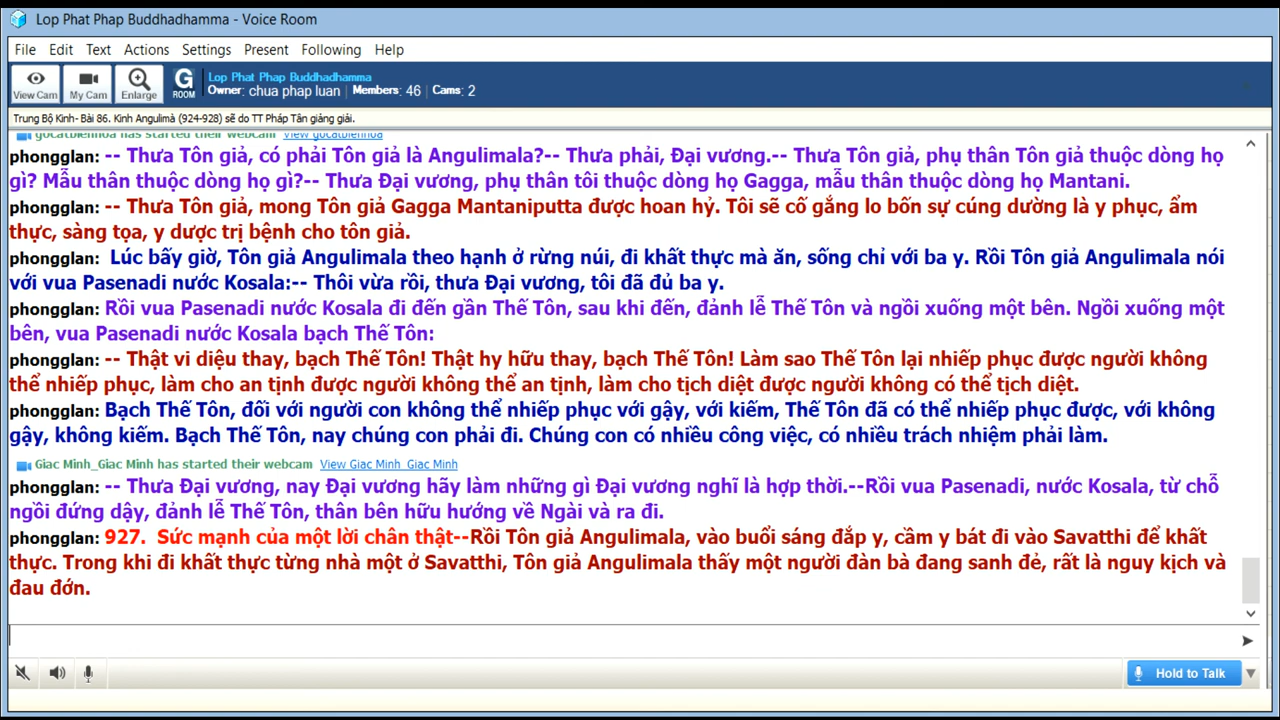 Lop Phat Phap Buddhadhamma - Voice Room
File Edit Text Actions Settings Present Following Help
View Cam My Cam Enlarge G ROOM
Lop Phat Phap Buddhadhamma
Owner: chua phap luan | Members: 46 | Cams: 2
Trung Bộ Kinh- Bài 86. Kinh Angulimà (924-928) sẽ do TT Pháp Tân giảng giải.
gocatbienhoa has started their webcam View gocatbienhoa
phongglan: -- Thưa Tôn giả, có phải Tôn giả là Angulimala?-- Thưa phải, Đại vương.-- Thưa Tôn giả, phụ thân Tôn giả thuộc dòng họ
gì? Mẫu thân thuộc dòng họ gì?-- Thưa Đại vương, phụ thân tôi thuộc dòng họ Gagga, mẫu thân thuộc dòng họ Mantani.
phongglan: -- Thưa Tôn giả, mong Tôn giả Gagga Mantaniputta được hoan hỷ. Tôi sẽ cố gắng lo bốn sự cúng dường là y phục, ẩm
thực, sàng tọa, y dược trị bệnh cho tôn giả.
phongglan: Lúc bấy giờ, Tôn giả Angulimala theo hạnh ở rừng núi, đi khất thực mà ăn, sống chỉ với ba y. Rồi Tôn giả Angulimala nói
với vua Pasenadi nước Kosala:-- Thôi vừa rồi, thưa Đại vương, tôi đã đủ ba y.
phongglan: Rồi vua Pasenadi nước Kosala đi đến gần Thế Tôn, sau khi đến, đảnh lễ Thế Tôn và ngồi xuống một bên. Ngồi xuống một
bên, vua Pasenadi nước Kosala bạch Thế Tôn:
phongglan: -- Thật vi diệu thay, bạch Thế Tôn! Thật hy hữu thay, bạch Thế Tôn! Làm sao Thế Tôn lại nhiếp phục được người không
thể nhiếp phục, làm cho an tịnh được người không thể an tịnh, làm cho tịch diệt được người không có thể tịch diệt.
phongglan: Bạch Thế Tôn, đối với người con không thể nhiếp phục với gậy, với kiếm, Thế Tôn đã có thể nhiếp phục được, với không
gậy, không kiếm. Bạch Thế Tôn, nay chúng con phải đi. Chúng con có nhiều công việc, có nhiều trách nhiệm phải làm.
Giac Minh_Giac Minh has started their webcam View Giac Minh_Giac Minh
phongglan: -- Thưa Đại vương, nay Đại vương hãy làm những gì Đại vương nghĩ là hợp thời.--Rồi vua Pasenadi, nước Kosala, từ chỗ
ngồi đứng dậy, đảnh lễ Thế Tôn, thân bên hữu hướng về Ngài và ra đi.
phongglan: 927. Sức mạnh của một lời chân thật--Rồi Tôn giả Angulimala, vào buổi sáng đắp y, cầm y bát đi vào Savatthi để khất
thực. Trong khi đi khất thực từng nhà một ở Savatthi, Tôn giả Angulimala thấy một người đàn bà đang sanh đẻ, rất là nguy kịch và
đau đớn.
Hold to Talk